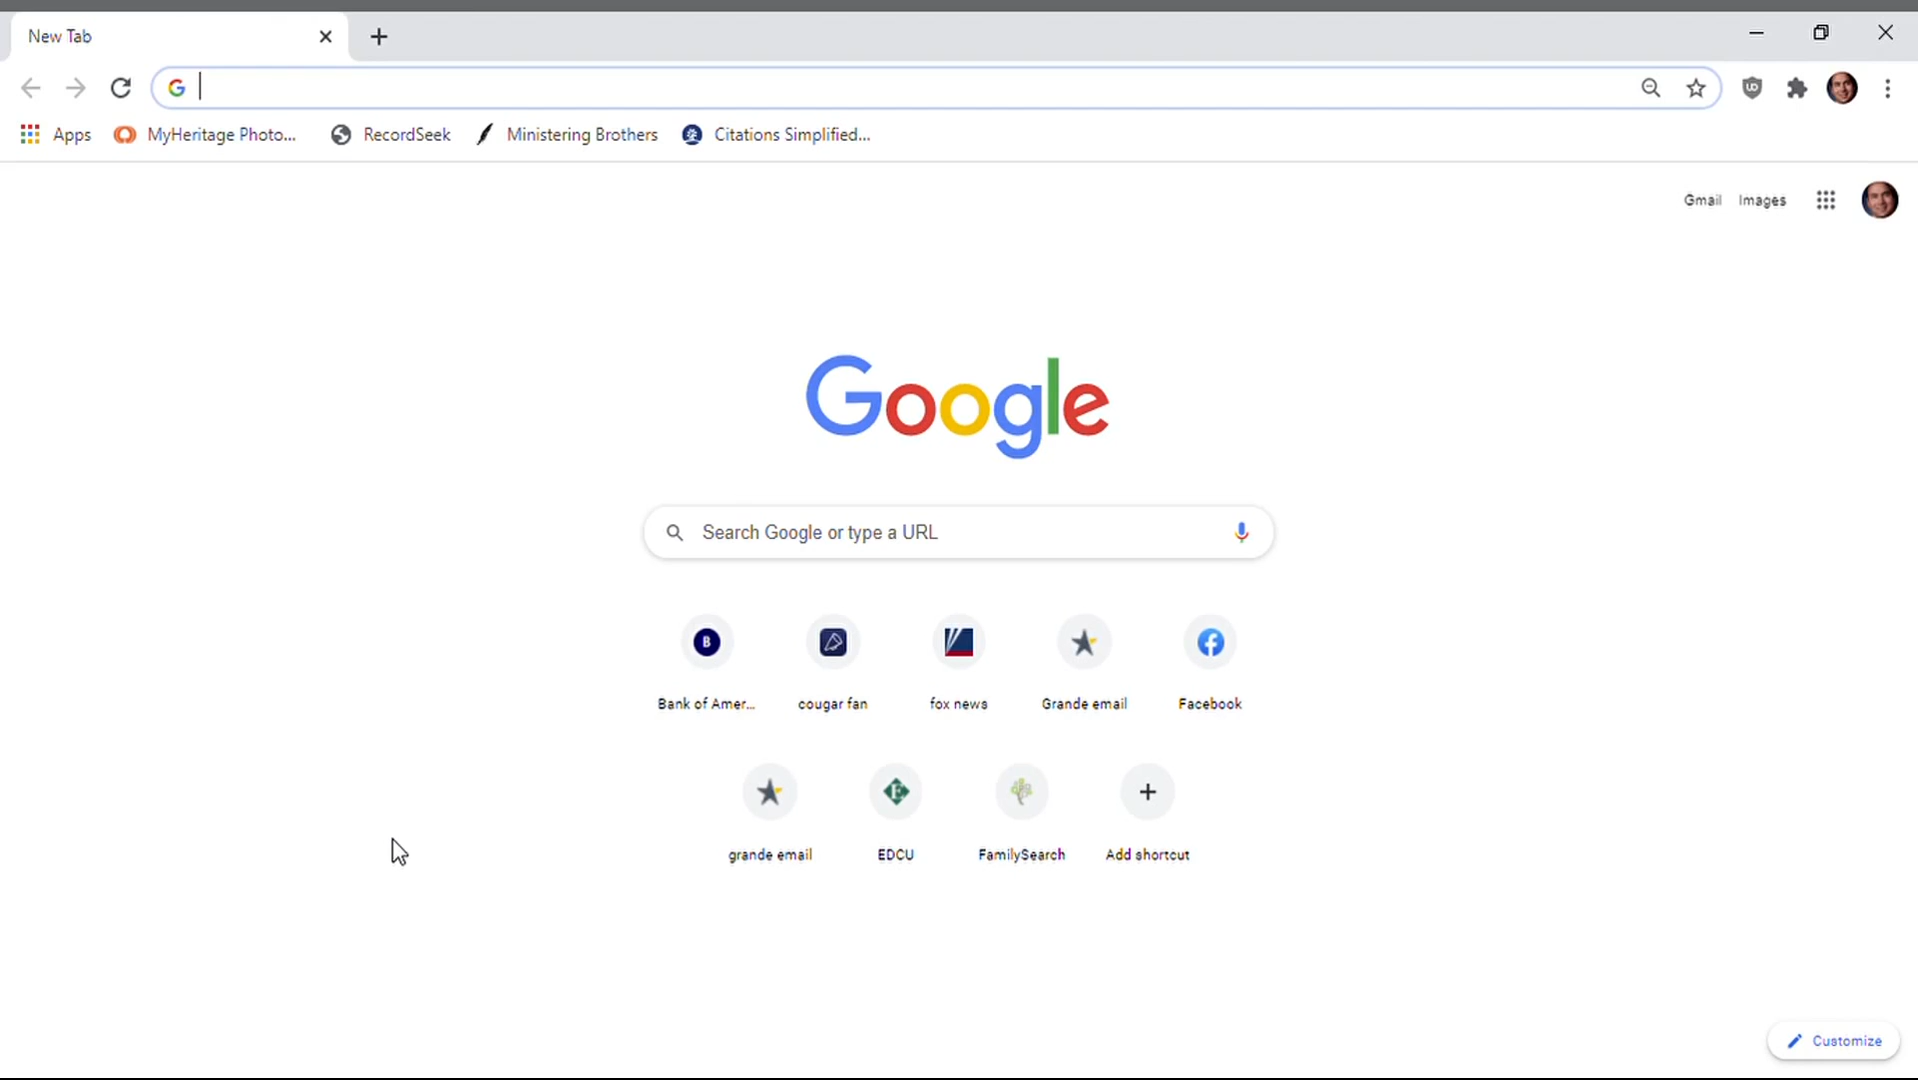 New Tab
Apps MyHeritage Photo... RecordSeek Ministering Brothers Citations Simplified...
Gmail Images
Google
Search Google or type a URL
B
Bank of Amer... cougar fan fox news Grande email Facebook
E
grande email EDCU FamilySearch Add shortcut
Customize